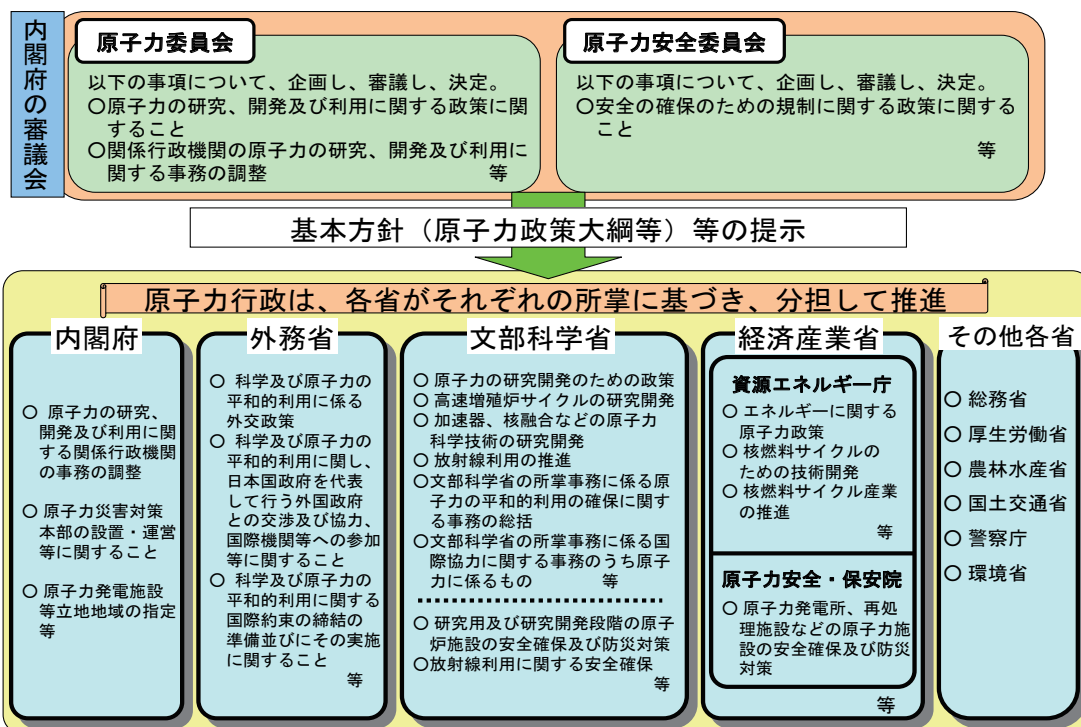 内閣府の審議会
原子力委員会
以下の事項について、企画し、審議し、決定。
○原子力の研究、開発及び利用に関する政策に関
すること
○関係行政機関の原子力の研究、開発及び利用に
関する事務の調整 等
原子力安全委員会
以下の事項について、企画し、審議し、決定。
○安全の確保のための規制に関する政策に関する
こと
等
基本方針（原子力政策大綱等）等の提示
原子力行政は、各省がそれぞれの所掌に基づき、分担して推進
内閣府
○ 原子力の研究、
開発及び利用に関
する関係行政機関
の事務の調整
○ 原子力災害対策
本部の設置・運営
等に関すること
○ 原子力発電施設
等立地地域の指定
等
外務省
○ 科学及び原子力の
平和的利用に係る
外交政策
○ 科学及び原子力の
平和的利用に関し、
日本国政府を代表
して行う外国政府
との交渉及び協力、
国際機関等への参加
等に関すること
○ 科学及び原子力の
平和的利用に関する
国際約束の締結の
準備並びにその実施
に関すること
等
文部科学省
○ 原子力の研究開発のための政策
○ 高速増殖炉サイクルの研究開発
○ 加速器、核融合などの原子力
科学技術の研究開発
○ 放射線利用の推進
○文部科学省の所掌事務に係る原
子力の平和的利用の確保に関す
る事務の総括
○文部科学省の所掌事務に係る国
際協力に関する事務のうち原子
力に係るもの 等
○ 研究用及び研究開発段階の原子
炉施設の安全確保及び防災対策
○放射線利用に関する安全確保
等
経済産業省
資源エネルギー庁
○ エネルギーに関する
原子力政策
○ 核燃料サイクルの
ための技術開発
○ 核燃料サイクル産業
の推進
等
原子力安全・保安院
○ 原子力発電所、再処
理施設などの原子力施
設の安全確保及び防災
対策
等
その他各省
○ 総務省
○ 厚生労働省
○ 農林水産省
○ 国土交通省
○ 警察庁
○ 環境省